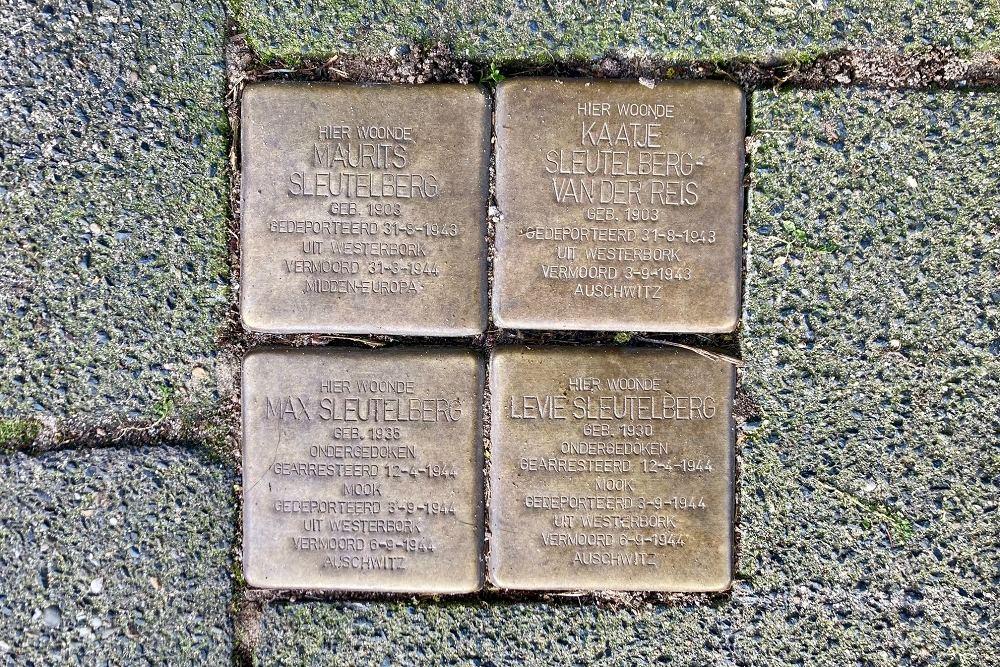 HIER WOONDE
MAURITS
SLEUTELBERG
GEB. 1903
GEDEPORTEERD 31-8-1943
UIT WESTERBORK
VERMOORD 31-3-1944
MIDDEN-EUROPA
HIER WOONDE
KAATJE
SLEUTELBERG-
VAN DER REIS
GEB. 1903
GEDEPORTEERD 31-8-1943
UIT WESTERBORK
VERMOORD 3-9-1943
AUSCHWITZ
HIER WOONDE
MAX SLEUTELBERG
GEB. 1935
ONDERGEDOKEN
GEARRESTEERD 12-4-1944
MOOK
GEDEPORTEERD 3-9-1944
UIT WESTERBORK
VERMOORD 6-9-1944
AUSCHWITZ
HIER WOONDE
LEVIE SLEUTELBERG
GEB. 1930
ONDERGEDOKEN
GEARRESTEERD 12-4-1944
MOOK
GEDEPORTEERD 3-9-1944
UIT WESTERBORK
VERMOORD 6-9-1944
AUSCHWITZ